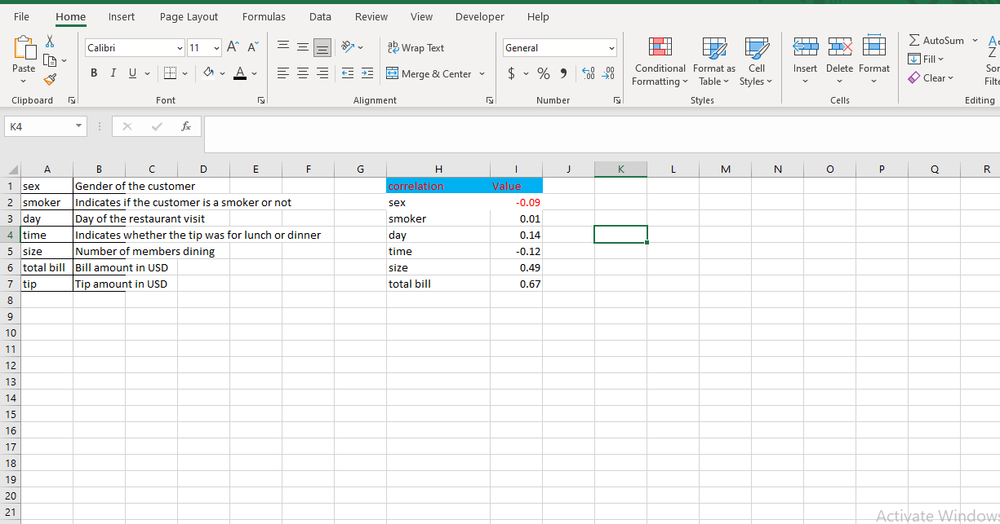 File Home Insert Page Layout Formulas Data Review View Developer Help
Calibri 11 A^ A˅ ab Wrap Text General AutoSum
Paste B I U A Merge & Center $ % , .00 .00 Conditional Formatting Format as Table Cell Styles Insert Delete Format Fill Clear
Clipboard Font Alignment Number Styles Cells Editing
K4 fx
A B C D E F G H I J K L M N O P Q R
1 sex Gender of the customer correlation Value
2 smoker Indicates if the customer is a smoker or not sex -0.09
3 day Day of the restaurant visit smoker 0.01
4 time Indicates whether the tip was for lunch or dinner day 0.14
5 size Number of members dining time -0.12
6 total bill Bill amount in USD size 0.49
7 tip Tip amount in USD total bill 0.67
8
9
10
11
12
13
14
15
16
17
18
19
20
21
Activate Windows